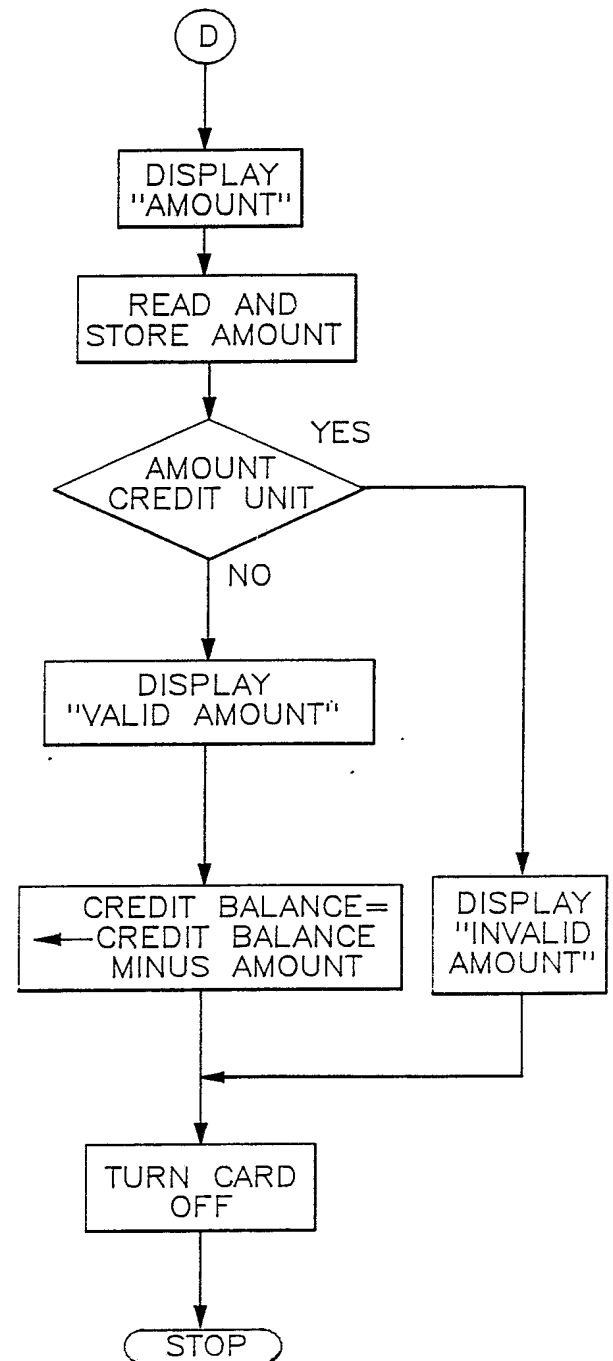 D
DISPLAY
"AMOUNT"
READ AND
STORE AMOUNT
YES
AMOUNT
CREDIT UNIT
NO
DISPLAY
"VALID AMOUNT"
CREDIT BALANCE=
CREDIT BALANCE
MINUS AMOUNT
DISPLAY
"INVALID
AMOUNT"
TURN CARD
OFF
STOP